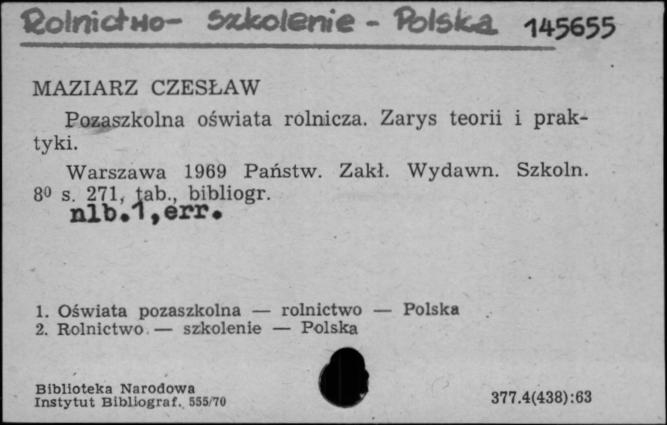 Rolnictwo - Szkolenie - Polska 145655
MAZIARZ CZESŁAW
Pozaszkolna oświata rolnicza. Zarys teorii i prak-
tyki.
Warszawa 1969 Państw. Zakł. Wydawn. Szkoln.
8⁰ s. 271, tab., bibliogr.
nlb.1,err.
1. Oświata pozaszkolna — rolnictwo — Polska
2. Rolnictwo — szkolenie — Polska
Biblioteka Narodowa
Instytut Bibliograf. 555/70
377.4(438):63